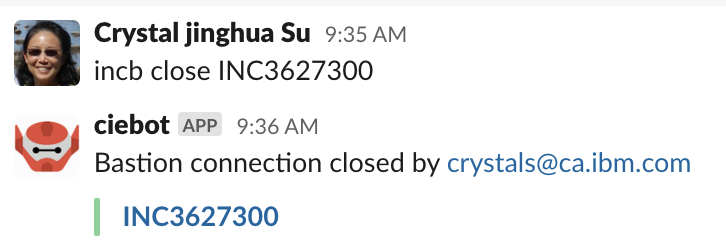 Crystal jinghua Su 9:35 AM
incb close INC3627300
ciebot APP 9:36 AM
Bastion connection closed by crystals@ca.ibm.com
INC3627300